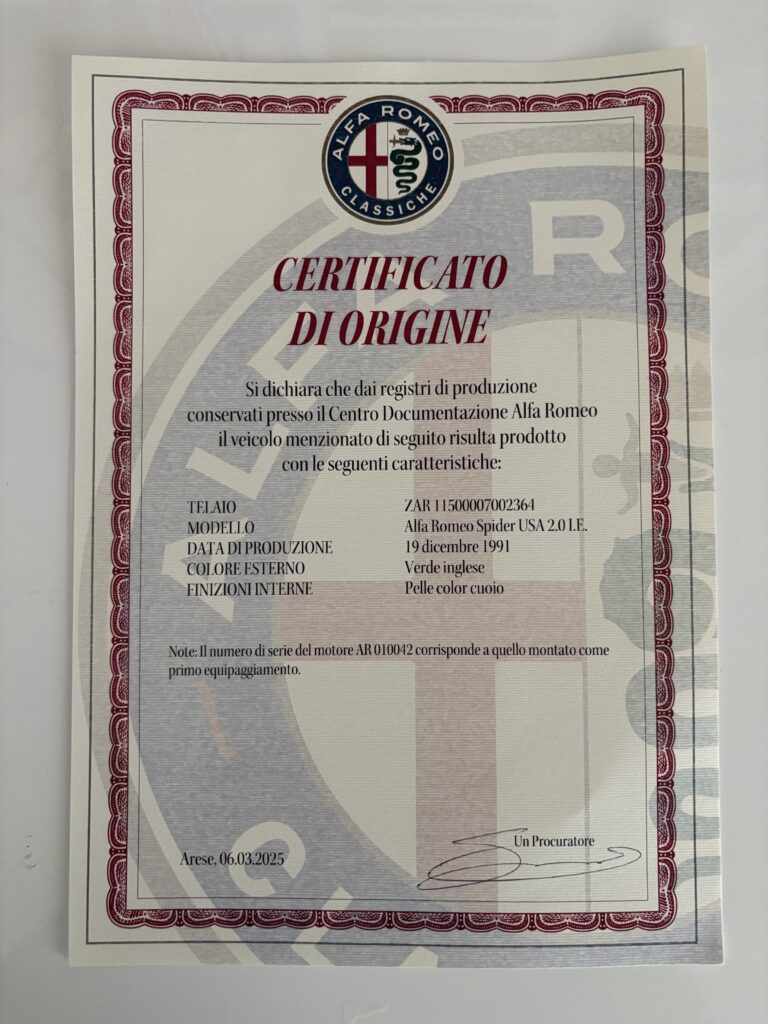 ALFA ROMEO
CLASSICHE
CERTIFICATO
DI ORIGINE
Si dichiara che dai registri di produzione
conservati presso il Centro Documentazione Alfa Romeo
il veicolo menzionato di seguito risulta prodotto
con le seguenti caratteristiche:
TELAIO ZAR 11500007002364
MODELLO Alfa Romeo Spider USA 2.0 I.E.
DATA DI PRODUZIONE 19 dicembre 1991
COLORE ESTERNO Verde inglese
FINIZIONI INTERNE Pelle color cuoio
Note: Il numero di serie del motore AR 010042 corrisponde a quello montato come
primo equipaggiamento.
Un Procuratore
Arese, 06.03.2025